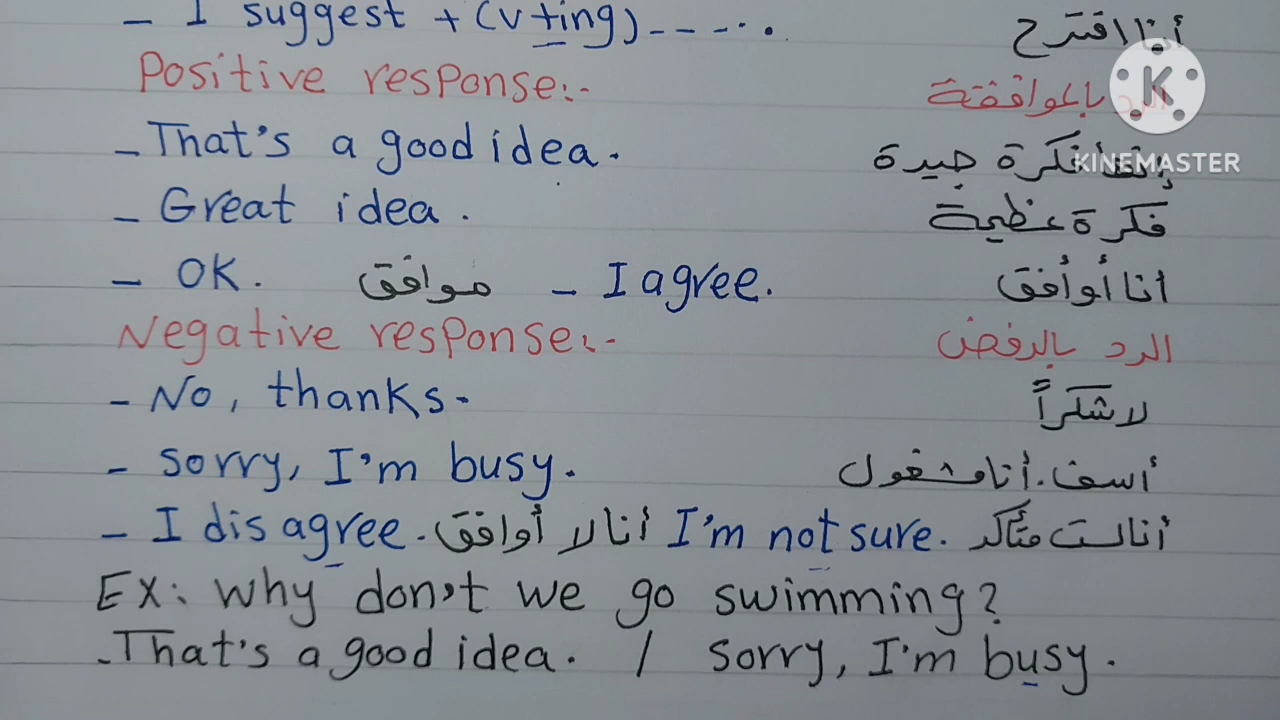 - I suggest + (v+ing)------. أنا اقترح
Positive response:- الرد بالموافقة
- That's a good idea. إنها فكرة جيدة
KINEMASTER
- Great idea. فكرة عظيمة
- OK. موافق - I agree. أنا أوأفق
Negative response:- الرد بالرفض
- No, thanks- لا شكراً
- sorry, I'm busy. أسف. أنا مشغول
- I disagree. أنا لا أوافق I'm not sure. أنا لست متأكد
EX: why don't we go swimming?
-That's a good idea. / sorry, I'm busy.